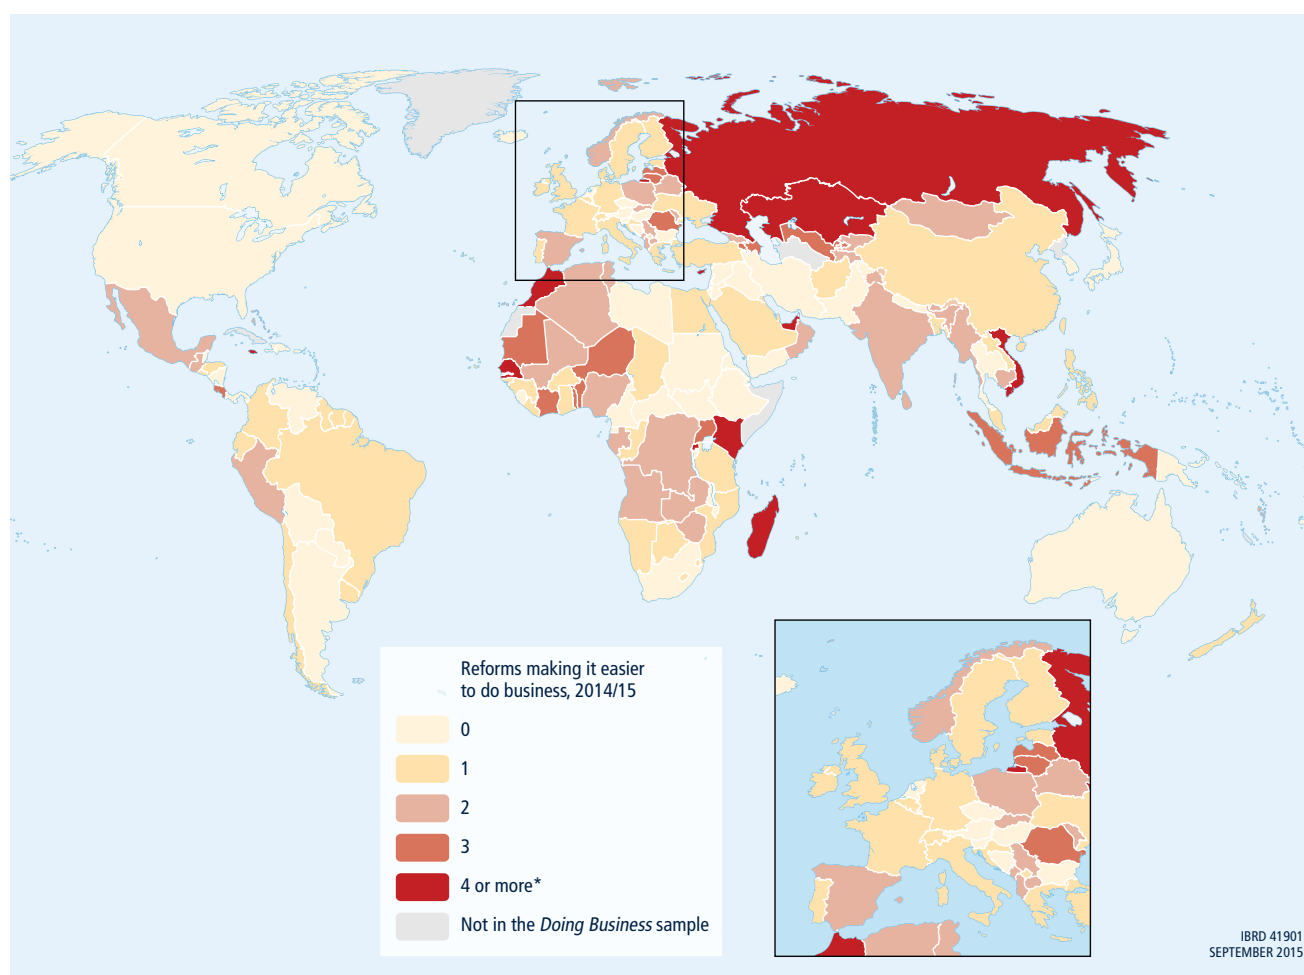 Reforms making it easier
to do business, 2014/15
0
1
2
3
4 or more*
Not in the Doing Business sample
IBRD 41901
SEPTEMBER 2015